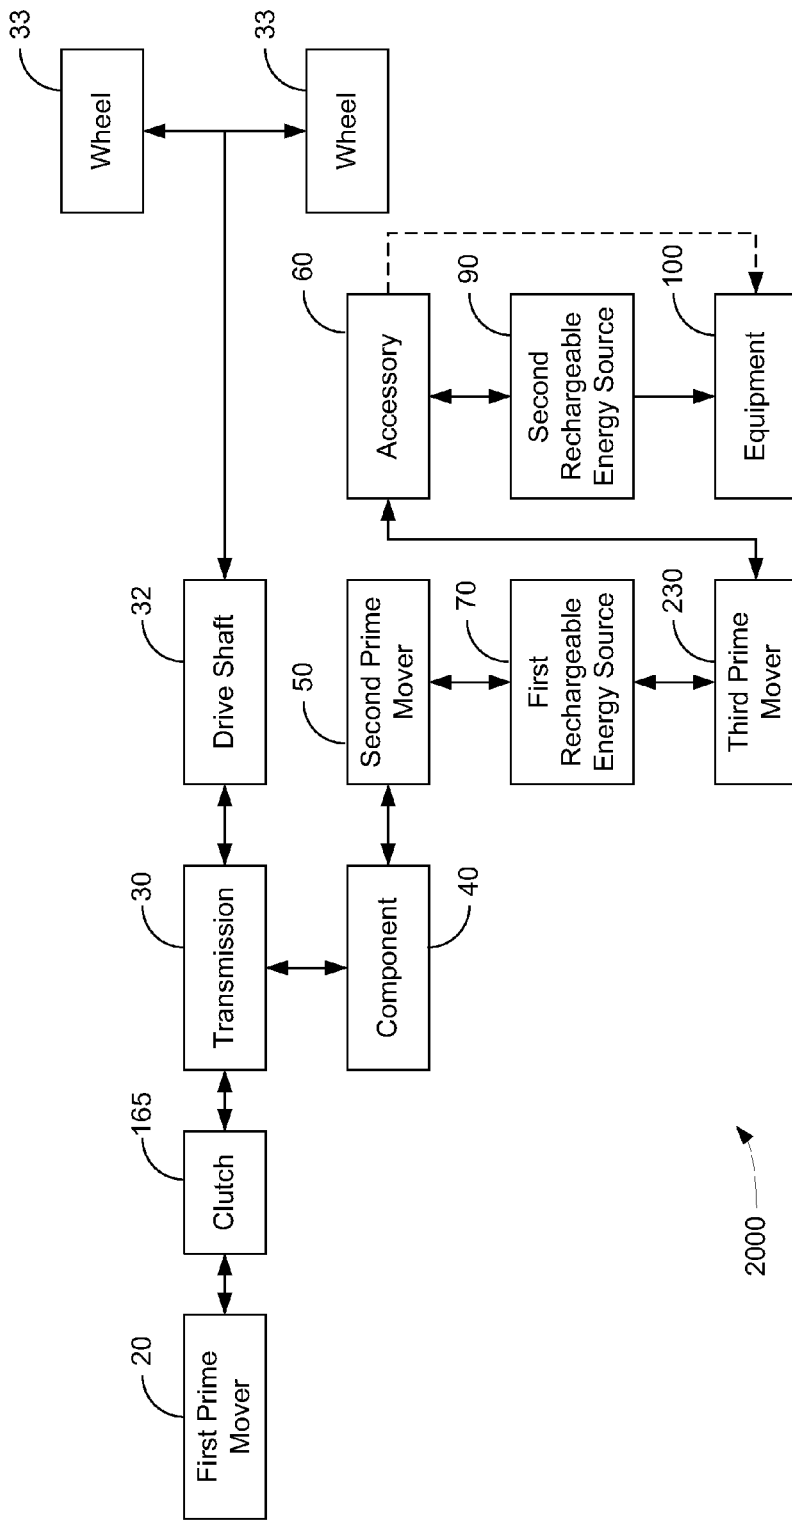 20
First Prime
Mover
165
Clutch
30
Transmission
32
Drive Shaft
33
Wheel
33
Wheel
40
Component
50
Second Prime
Mover
60
Accessory
70
First
Rechargeable
Energy Source
90
Second
Rechargeable
Energy Source
230
Third Prime
Mover
100
Equipment
2000